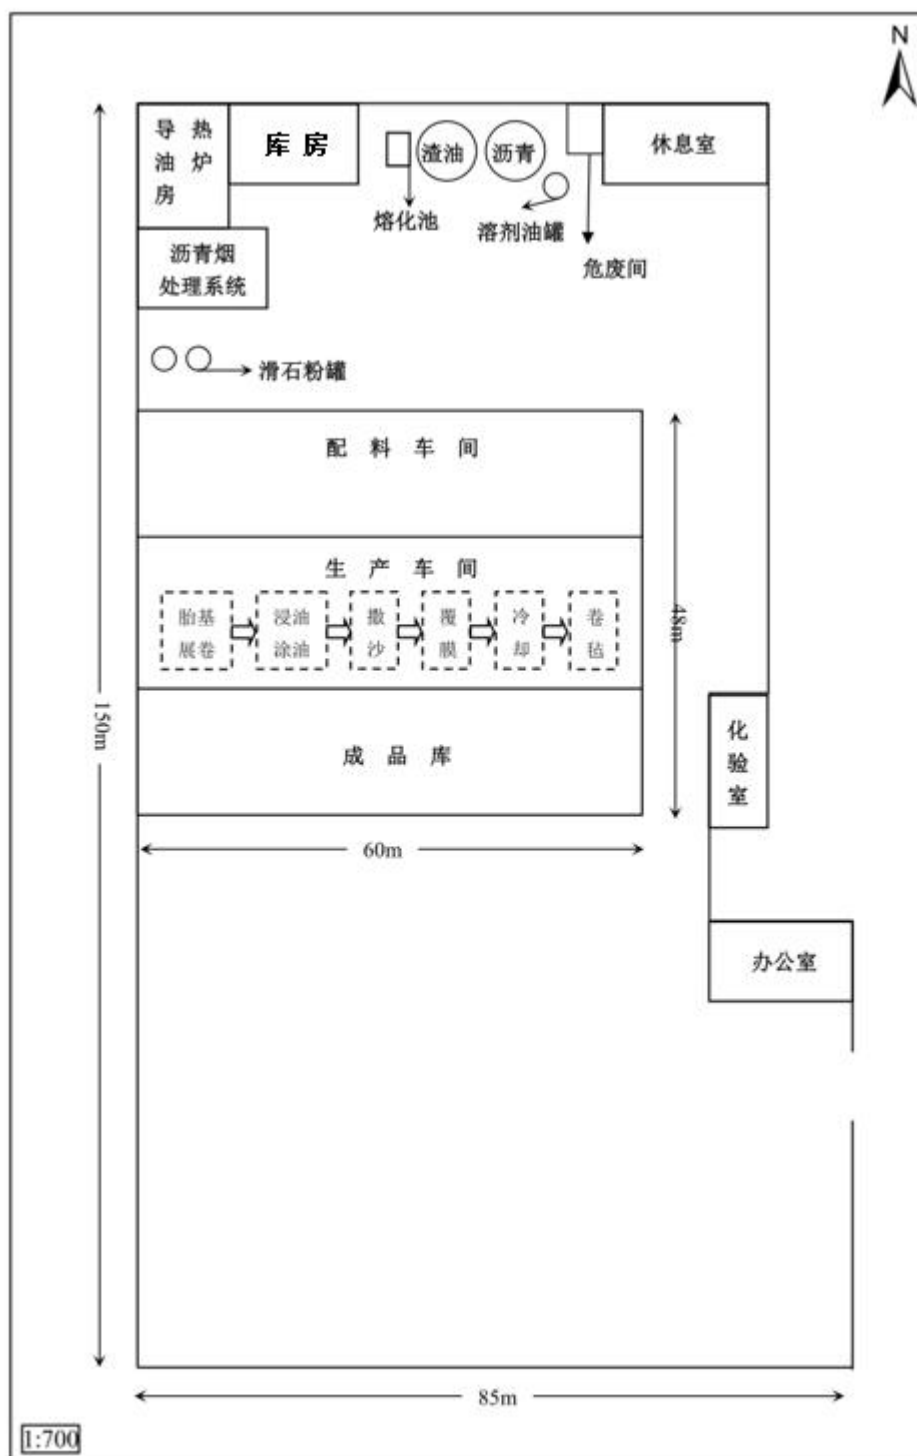 N
导 热
油 炉
房
库 房
渣油
沥青
休息室
熔化池
溶剂油罐
危废间
沥青烟
处理系统
滑石粉罐
配 料 车 间
生 产 车 间
胎基
展卷
浸油
涂油
撒
沙
覆
膜
冷
却
卷
毡
成 品 库
48m
150m
化
验
室
60m
办公室
85m
1:700